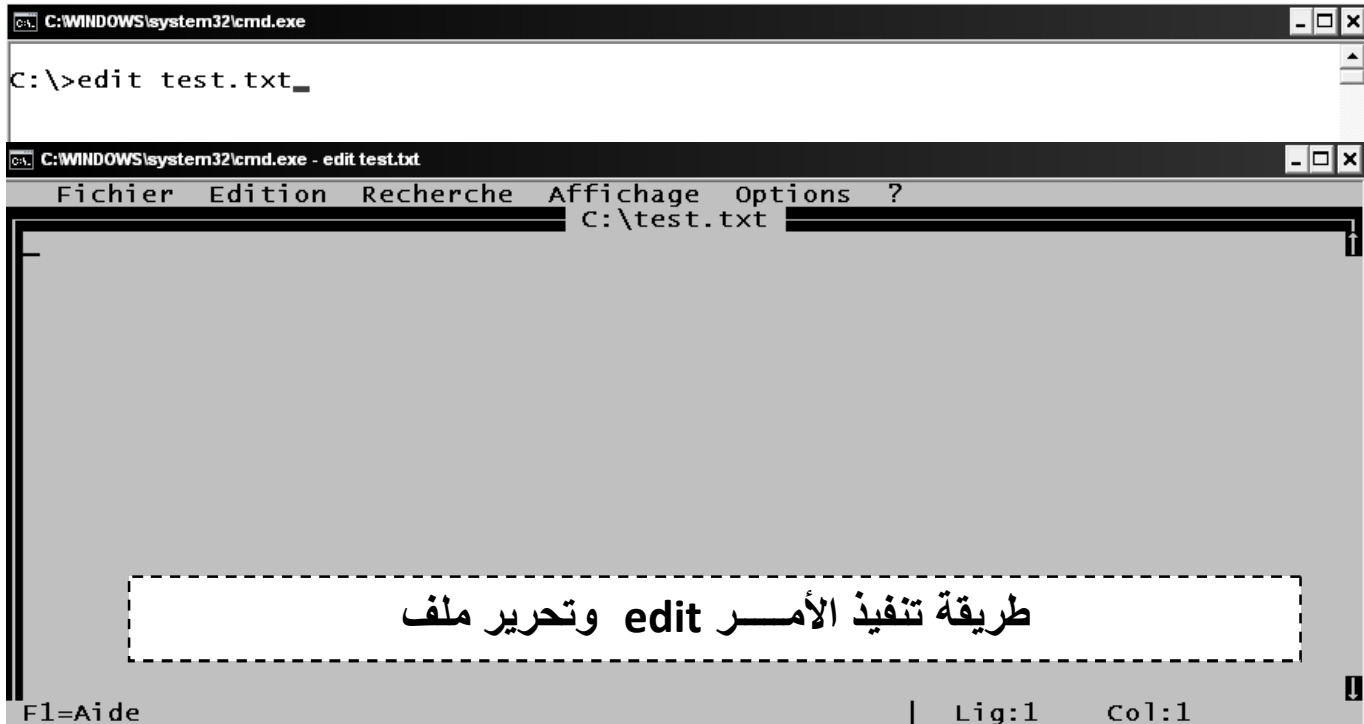 C:\WINDOWS\system32\cmd.exe
C:\>edit test.txt_
C:\WINDOWS\system32\cmd.exe - edit test.txt
Fichier Edition Recherche Affichage Options ?
C:\test.txt
طريقة تنفيذ الأمـــر edit وتحرير ملف
F1=Aide | Lig:1 Col:1